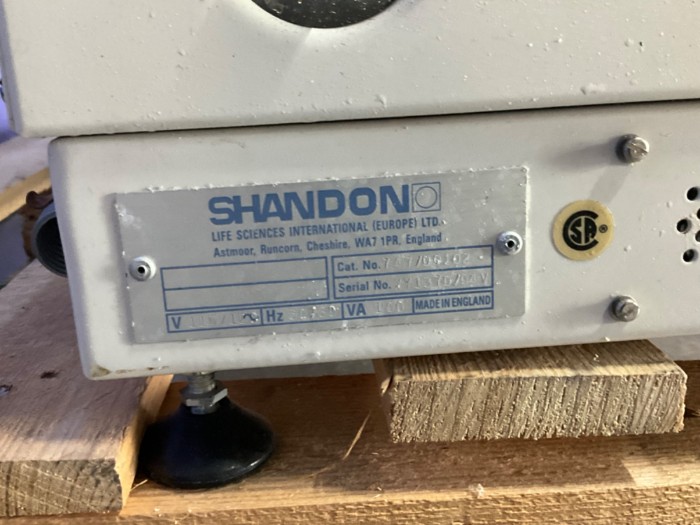 SHANDON
LIFE SCIENCES INTERNATIONAL (EUROPE) LTD.
Astmoor, Runcorn, Cheshire. WA7 1PR, England
Cat. No.
Serial No.
V Hz VA MADE IN ENGLAND
SA ®